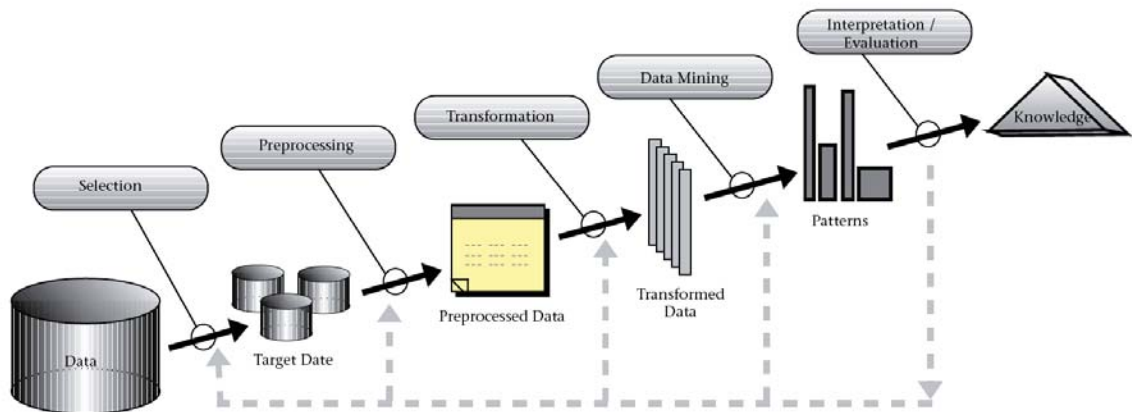 Interpretation /
Evaluation
Data Mining
Transformation
Preprocessing
Selection
Knowledge
Patterns
Transformed
Data
Preprocessed Data
Target Date
Data